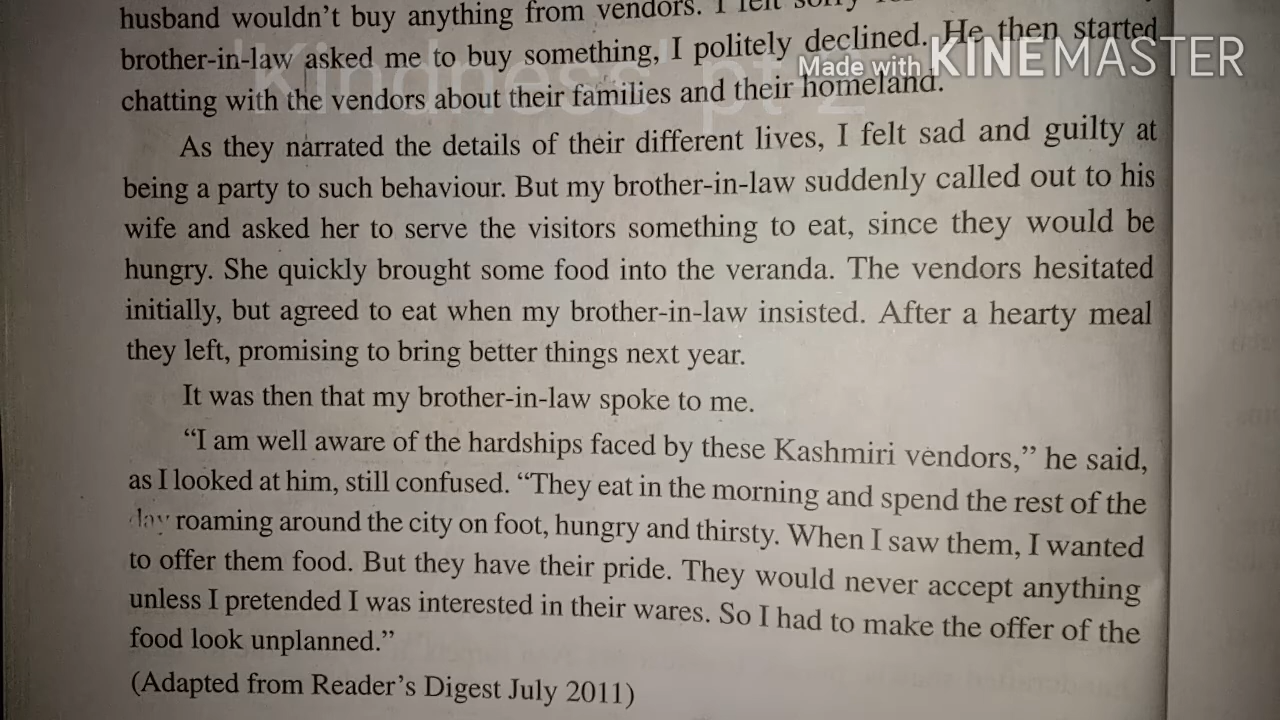 husband wouldn’t buy anything from vendors. I felt sorry
brother-in-law asked me to buy something, I politely declined. He then started
Made with KINEMASTER
'Kindness' pt 2
chatting with the vendors about their families and their homeland.
As they narrated the details of their different lives, I felt sad and guilty at
being a party to such behaviour. But my brother-in-law suddenly called out to his
wife and asked her to serve the visitors something to eat, since they would be
hungry. She quickly brought some food into the veranda. The vendors hesitated
initially, but agreed to eat when my brother-in-law insisted. After a hearty meal
they left, promising to bring better things next year.
It was then that my brother-in-law spoke to me.
“I am well aware of the hardships faced by these Kashmiri vendors,” he said,
as I looked at him, still confused. “They eat in the morning and spend the rest of the
day roaming around the city on foot, hungry and thirsty. When I saw them, I wanted
to offer them food. But they have their pride. They would never accept anything
unless I pretended I was interested in their wares. So I had to make the offer of the
food look unplanned.”
(Adapted from Reader’s Digest July 2011)